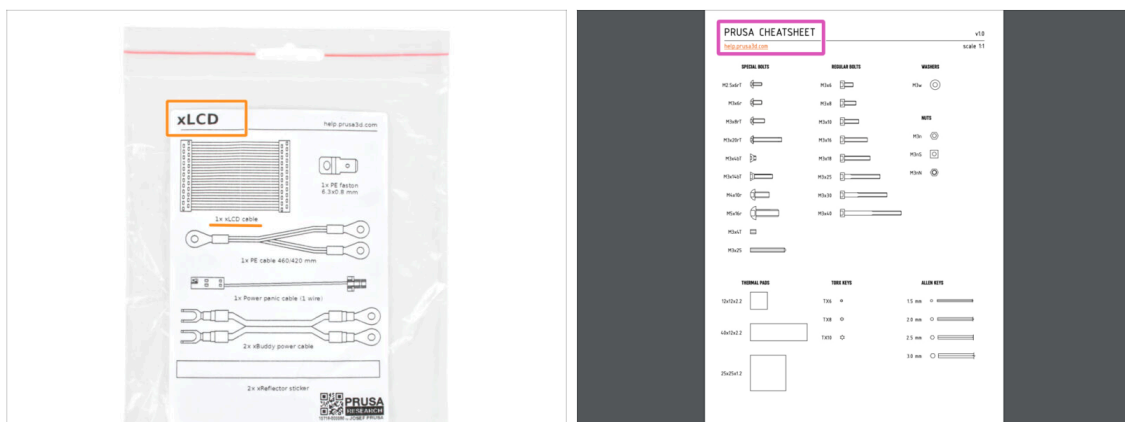 xLCD
help.prusa3d.com
1x PE faston
6.3x0.8 mm
1x xLCD cable
1x PE cable 460/420 mm
1x Power panic cable (1 wire)
2x xBuddy power cable
2x xReflector sticker
PRUSA
RESEARCH
by JOSEF PRUSA
PRUSA CHEATSHEET
v1.0
help.prusa3d.com
scale 1:1
SPECIAL BOLTS
REGULAR BOLTS
WASHERS
M2.5x6rT
M3x6
M3w
M3x6r
M3x8
M3x8rT
M3x10
NUTS
M3x20rT
M3x16
M3n
M3x4bT
M3x18
M3nS
M3x14bT
M3x25
M3nN
M4x10r
M3x30
M5x16r
M3x40
M3x4T
M3x25
THERMAL PADS
TORX KEYS
ALLEN KEYS
12x12x2.2
TX6
1.5 mm
TX8
2.0 mm
40x12x2.2
TX10
2.5 mm
3.0 mm
25x25x1.2